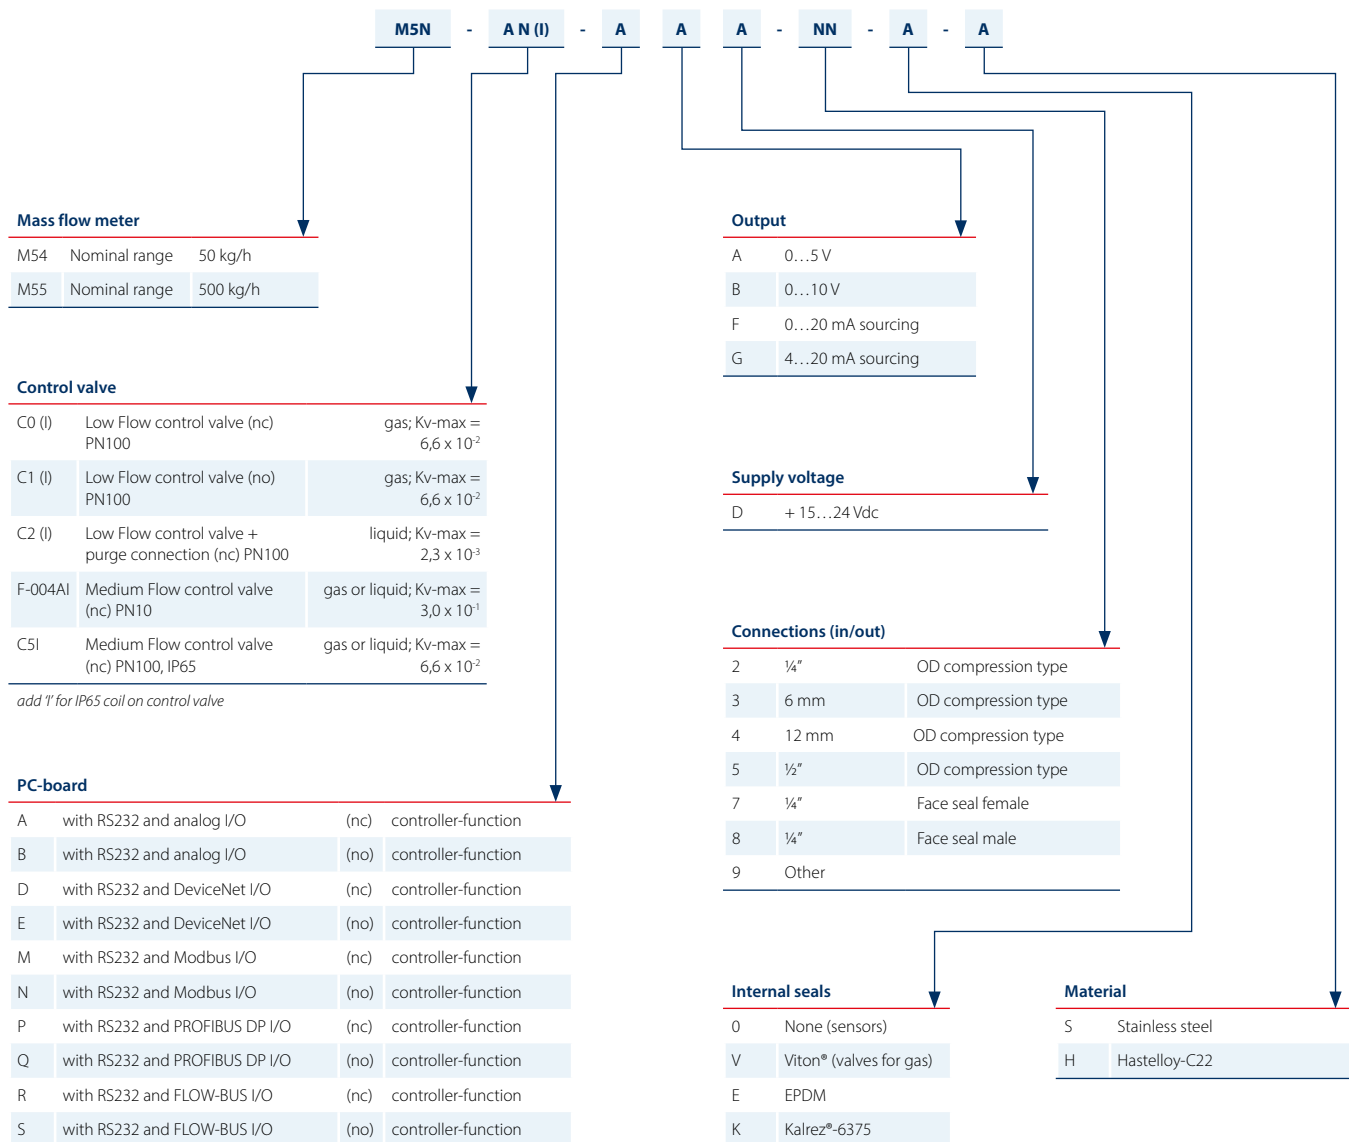 M5N - A N (I) - A A A - NN - A - A
Mass flow meter
M54 Nominal range 50 kg/h
M55 Nominal range 500 kg/h
Control valve
C0 (I) Low Flow control valve (nc) gas; Kv-max =
PN100 6,6 x 10⁻²
C1 (I) Low Flow control valve (no) gas; Kv-max =
PN100 6,6 x 10⁻²
C2 (I) Low Flow control valve + liquid; Kv-max =
purge connection (nc) PN100 2,3 x 10⁻³
F-004AI Medium Flow control valve gas or liquid; Kv-max =
(nc) PN10 3,0 x 10⁻¹
C5I Medium Flow control valve gas or liquid; Kv-max =
(nc) PN100, IP65 6,6 x 10⁻²
add 'I' for IP65 coil on control valve
PC-board
A with RS232 and analog I/O (nc) controller-function
B with RS232 and analog I/O (no) controller-function
D with RS232 and DeviceNet I/O (nc) controller-function
E with RS232 and DeviceNet I/O (no) controller-function
M with RS232 and Modbus I/O (nc) controller-function
N with RS232 and Modbus I/O (no) controller-function
P with RS232 and PROFIBUS DP I/O (nc) controller-function
Q with RS232 and PROFIBUS DP I/O (no) controller-function
R with RS232 and FLOW-BUS I/O (nc) controller-function
S with RS232 and FLOW-BUS I/O (no) controller-function
Output
A 0…5 V
B 0…10 V
F 0…20 mA sourcing
G 4…20 mA sourcing
Supply voltage
D + 15…24 Vdc
Connections (in/out)
2 ¼" OD compression type
3 6 mm OD compression type
4 12 mm OD compression type
5 ½" OD compression type
7 ¼" Face seal female
8 ¼" Face seal male
9 Other
Internal seals
0 None (sensors)
V Viton® (valves for gas)
E EPDM
K Kalrez®-6375
Material
S Stainless steel
H Hastelloy-C22